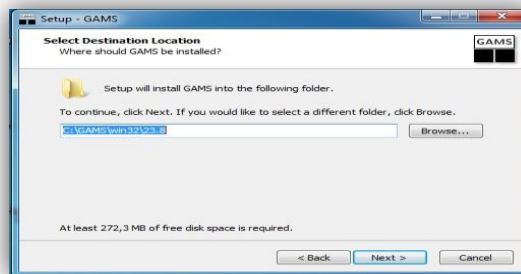 Setup - GAMS
Select Destination Location
Where should GAMS be installed?
GAMS
Setup will install GAMS into the following folder.
To continue, click Next. If you would like to select a different folder, click Browse.
C:\GAMS\win32\23.8
Browse...
At least 272,3 MB of free disk space is required.
< Back
Next >
Cancel